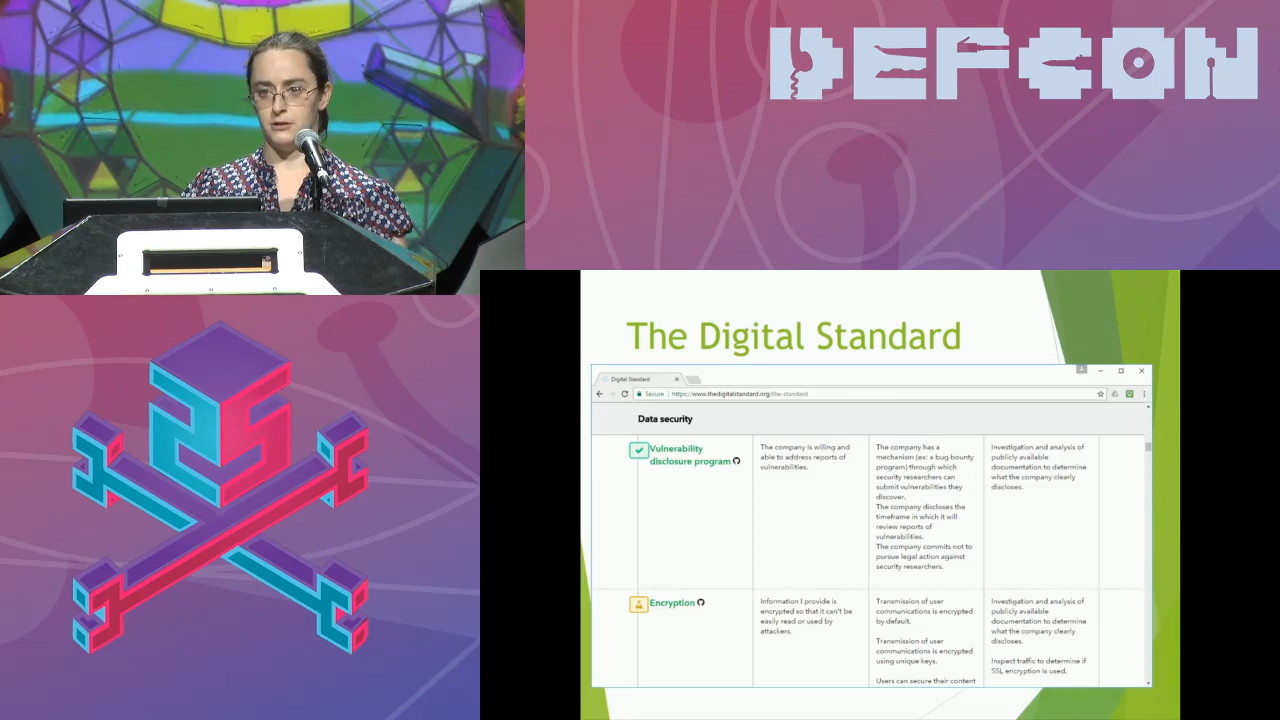 DEFCON
The Digital Standard
Digital Standard
Secure
https://www.thedigitalstandard.org/the-standard
Data security
Vulnerability
disclosure program
The company is willing and
able to address reports of
vulnerabilities.
The company has a
mechanism (ex: a bug bounty
program) through which
security researchers can
submit vulnerabilities they
discover.
The company discloses the
timeframe in which it will
review reports of
vulnerabilities.
The company commits not to
pursue legal action against
security researchers.
Investigation and analysis of
publicly available
documentation to determine
what the company clearly
discloses.
Encryption
Information I provide is
encrypted so that it can't be
easily read or used by
attackers.
Transmission of user
communications is encrypted
by default.
Transmission of user
communications is encrypted
using unique keys.
Users can secure their content
Investigation and analysis of
publicly available
documentation to determine
what the company clearly
discloses.
Inspect traffic to determine if
SSL encryption is used.